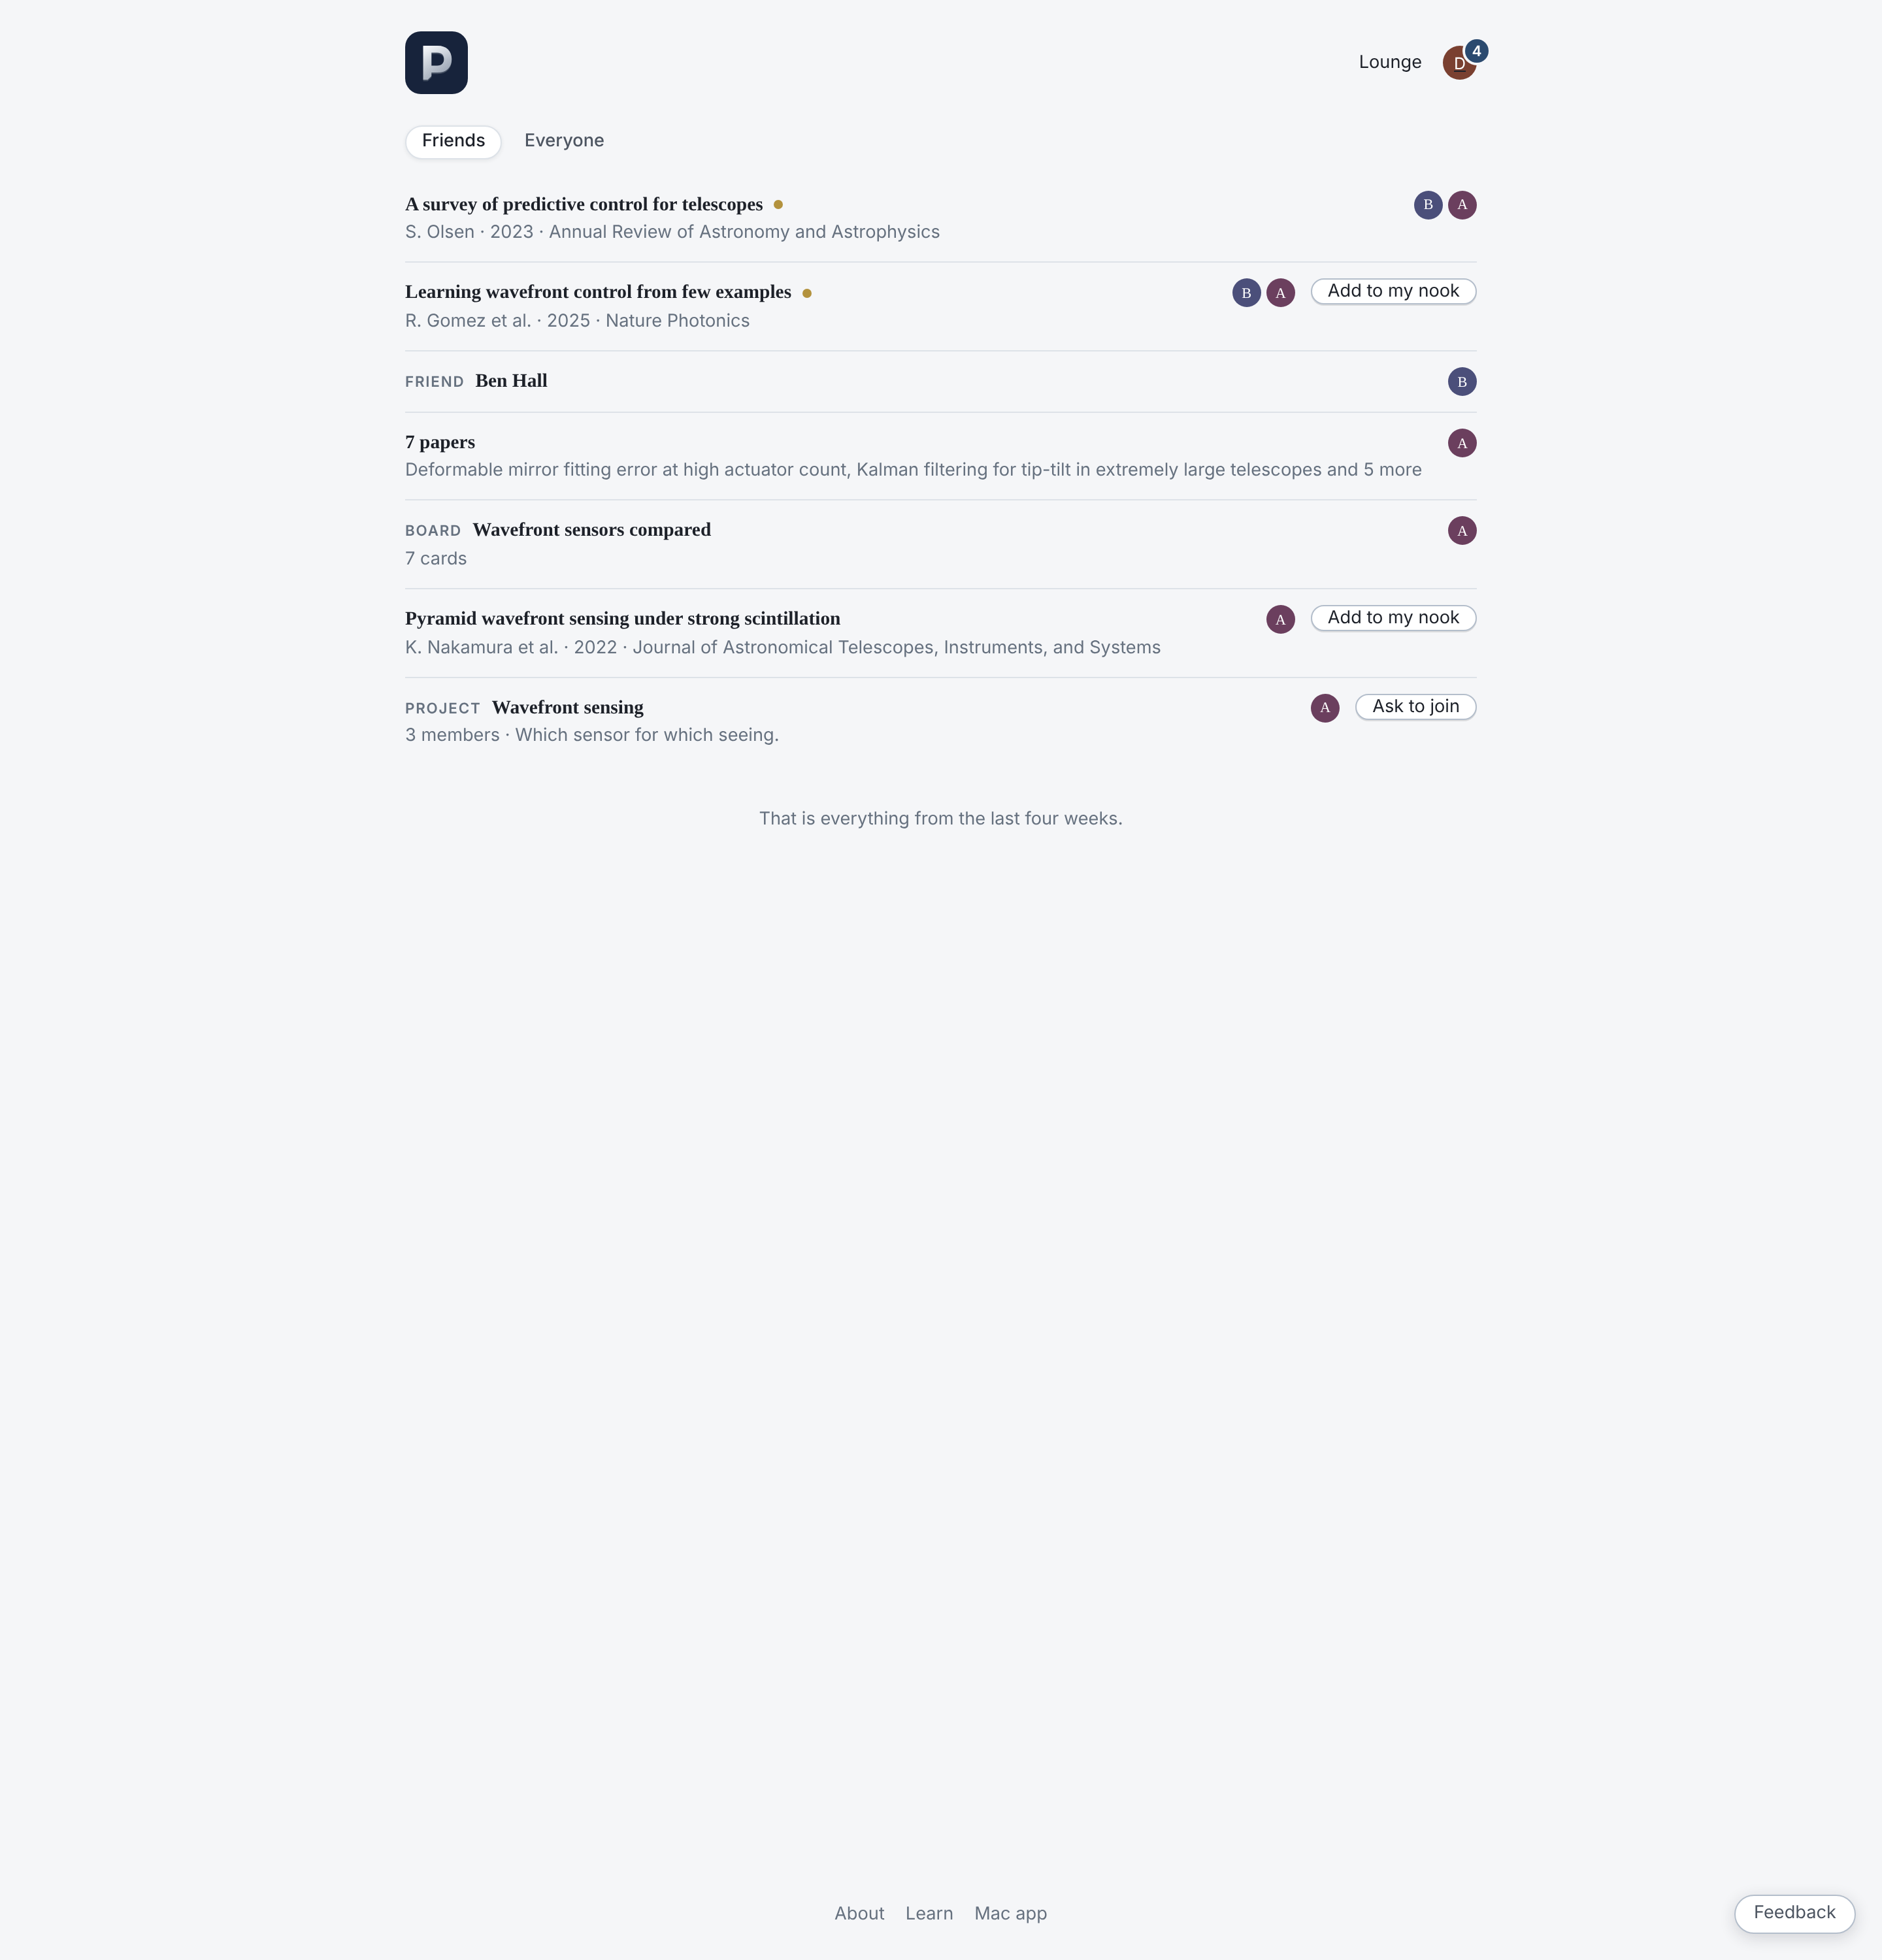 P
Lounge D 4
Friends Everyone
A survey of predictive control for telescopes B A
S. Olsen · 2023 · Annual Review of Astronomy and Astrophysics
Learning wavefront control from few examples B A Add to my nook
R. Gomez et al. · 2025 · Nature Photonics
FRIEND Ben Hall B
7 papers A
Deformable mirror fitting error at high actuator count, Kalman filtering for tip-tilt in extremely large telescopes and 5 more
BOARD Wavefront sensors compared A
7 cards
Pyramid wavefront sensing under strong scintillation A Add to my nook
K. Nakamura et al. · 2022 · Journal of Astronomical Telescopes, Instruments, and Systems
PROJECT Wavefront sensing A Ask to join
3 members · Which sensor for which seeing.
That is everything from the last four weeks.
About Learn Mac app
Feedback